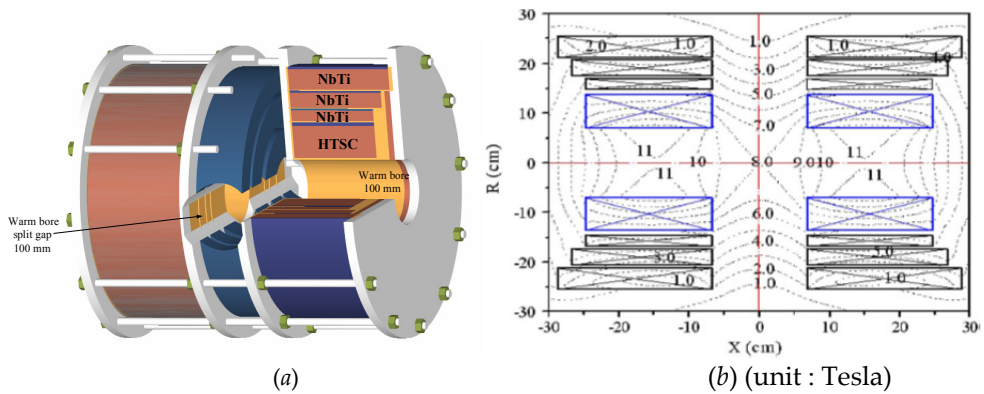 NbTi
NbTi
NbTi
HTSC
Warm bore
100 mm
Warm bore
split gap
100 mm
(a)
30
20
10
0
-10
-20
-30
R (cm)
2.0 1.0 1.0 1.0
3.0
5.0
7.0
11 10 8.0 9.0 10 11
11 11
6.0
4.0
3.0 3.0
2.0
1.0 1.0 1.0
-30 -20 -10 0 10 20 30
X (cm)
(b) (unit : Tesla)